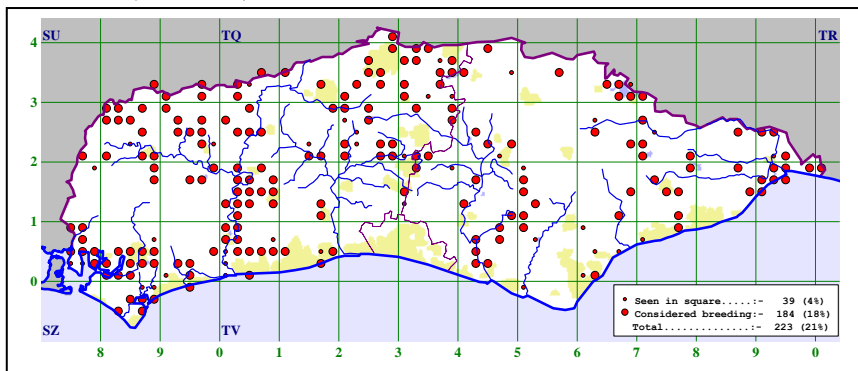 SU TQ TR
4
3
2
1
0
Seen in square.....:- 39 (4%)
Considered breeding:- 184 (18%)
Total..............:- 223 (21%)
SZ TV
8 9 0 1 2 3 4 5 6 7 8 9 0